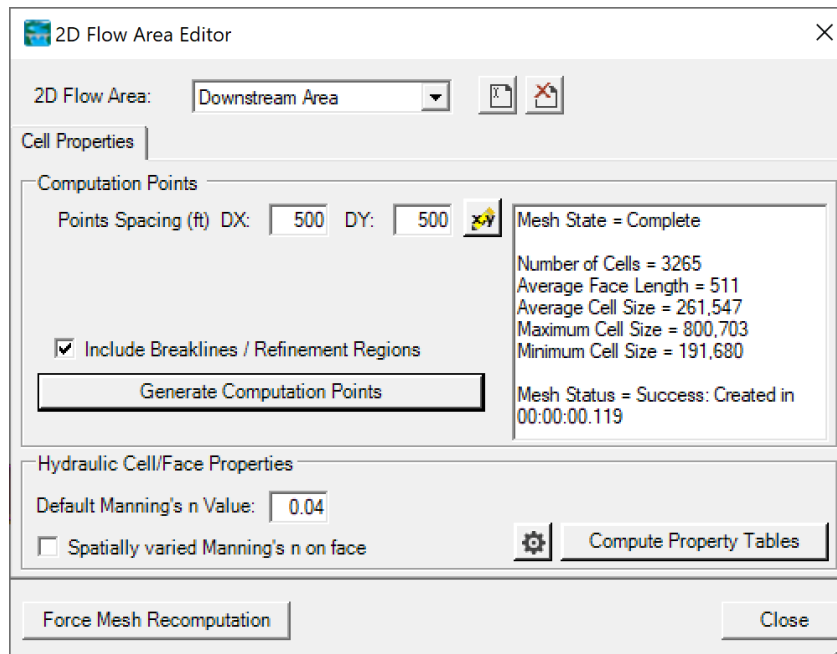 2D Flow Area Editor
2D Flow Area: Downstream Area
Cell Properties
Computation Points
Points Spacing (ft) DX: 500 DY: 500
Mesh State = Complete
Number of Cells = 3265
Average Face Length = 511
Average Cell Size = 261,547
Maximum Cell Size = 800,703
Minimum Cell Size = 191,680
Mesh Status = Success: Created in
00:00:00.119
Include Breaklines / Refinement Regions
Generate Computation Points
Hydraulic Cell/Face Properties
Default Manning's n Value: 0.04
Spatially varied Manning's n on face
Compute Property Tables
Force Mesh Recomputation
Close